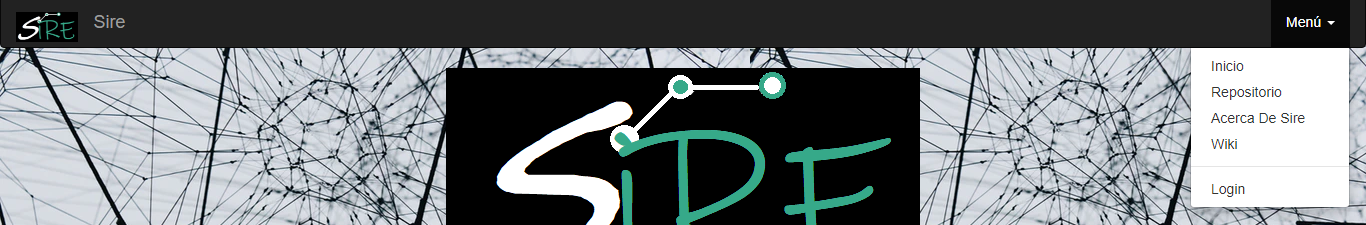 SIRE
Sire
Menú
Inicio
Repositorio
Acerca De Sire
Wiki
Login
SIRE